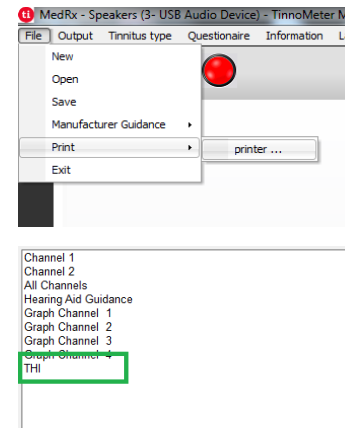 ti MedRx - Speakers (3- USB Audio Device) - TinnoMeter M
File Output Tinnitus type Questionaire Information L
New
Open
Save
Manufacturer Guidance
Print
printer ...
Exit
Channel 1
Channel 2
All Channels
Hearing Aid Guidance
Graph Channel 1
Graph Channel 2
Graph Channel 3
Graph Channel 4
THI